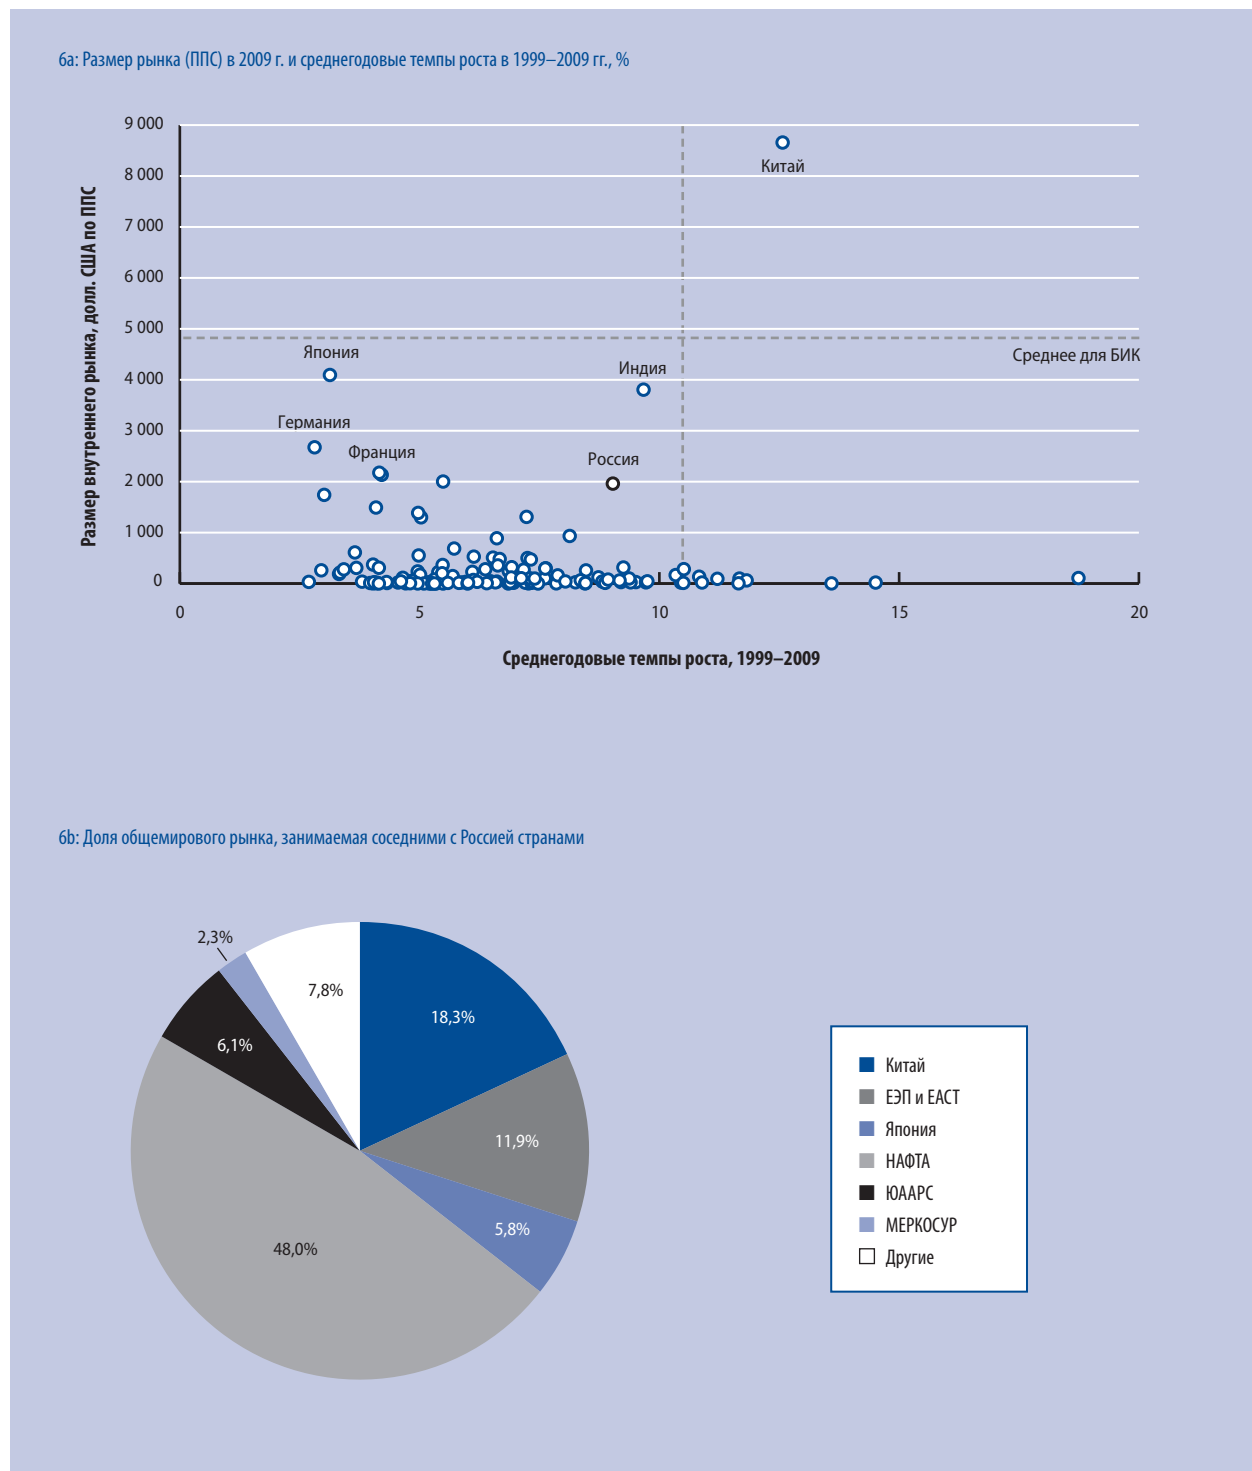 6a: Размер рынка (ППС) в 2009 г. и среднегодовые темпы роста в 1999–2009 гг., %
Размер внутреннего рынка, долл. США по ППС
9 000
8 000
7 000
6 000
5 000
4 000
3 000
2 000
1 000
0
Китай
Среднее для БИК
Япония
Индия
Германия
Франция
Россия
0
5
10
15
20
Среднегодовые темпы роста, 1999–2009
6b: Доля общемирового рынка, занимаемая соседними с Россией странами
2,3%
7,8%
18,3%
6,1%
11,9%
5,8%
48,0%
Китай
ЕЭП и ЕАСТ
Япония
НАФТА
ЮААРС
МЕРКОСУР
Другие